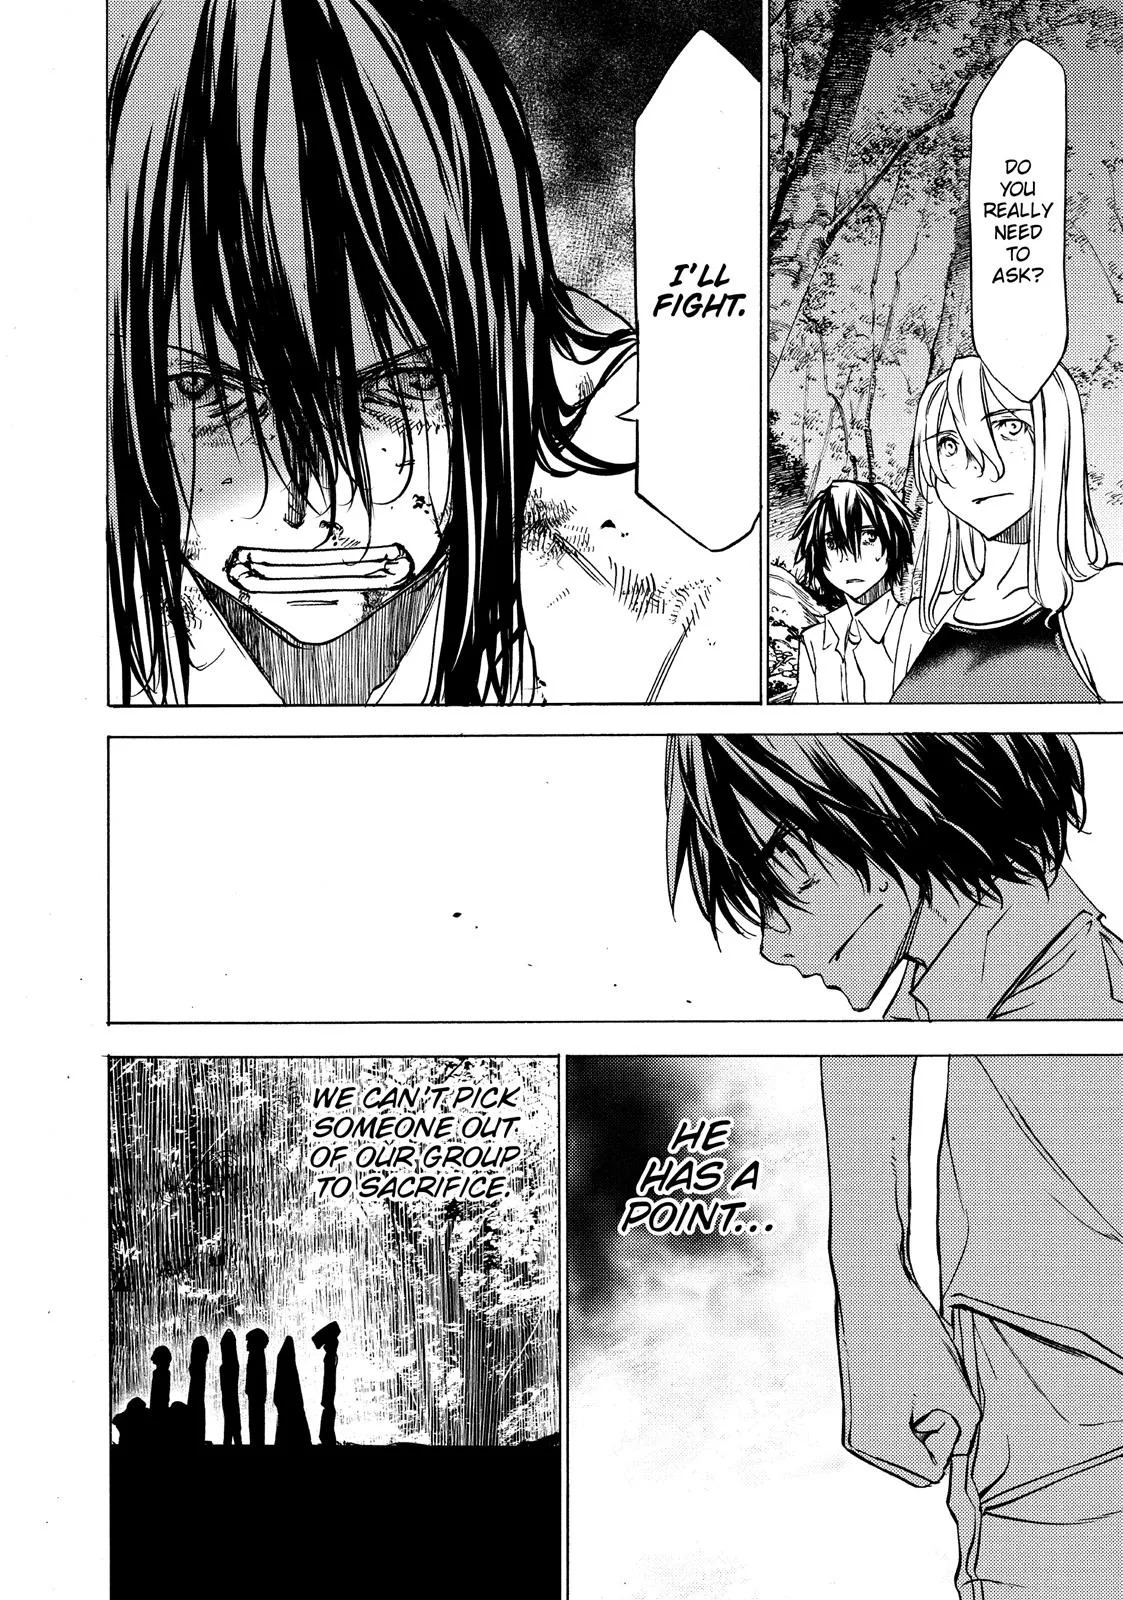 DO
YOU
REALLY
NEED
TO
ASK?
I'LL
FIGHT.
HE
HAS A
POINT...
WE CAN'T PICK
SOMEONE OUT
OF OUR GROUP
TO SACRIFICE.